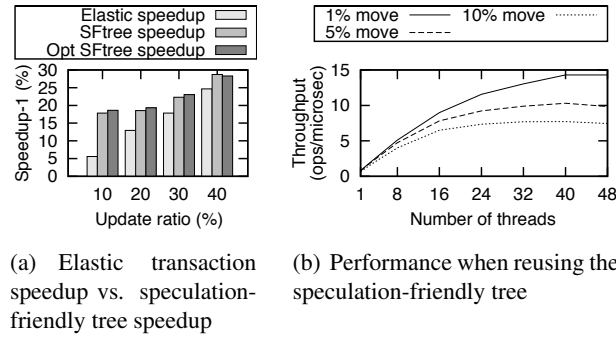 Elastic speedup
SFtree speedup
Opt SFtree speedup
Speedup-1 (%)
30
25
20
15
10
5
0
10 20 30 40
Update ratio (%)
(a) Elastic transaction
speedup vs. speculation-
friendly tree speedup
1% move 10% move
5% move
Throughput
(ops/microsec)
15
10
5
0
1 8 16 24 32 40 48
Number of threads
(b) Performance when reusing the
speculation-friendly tree